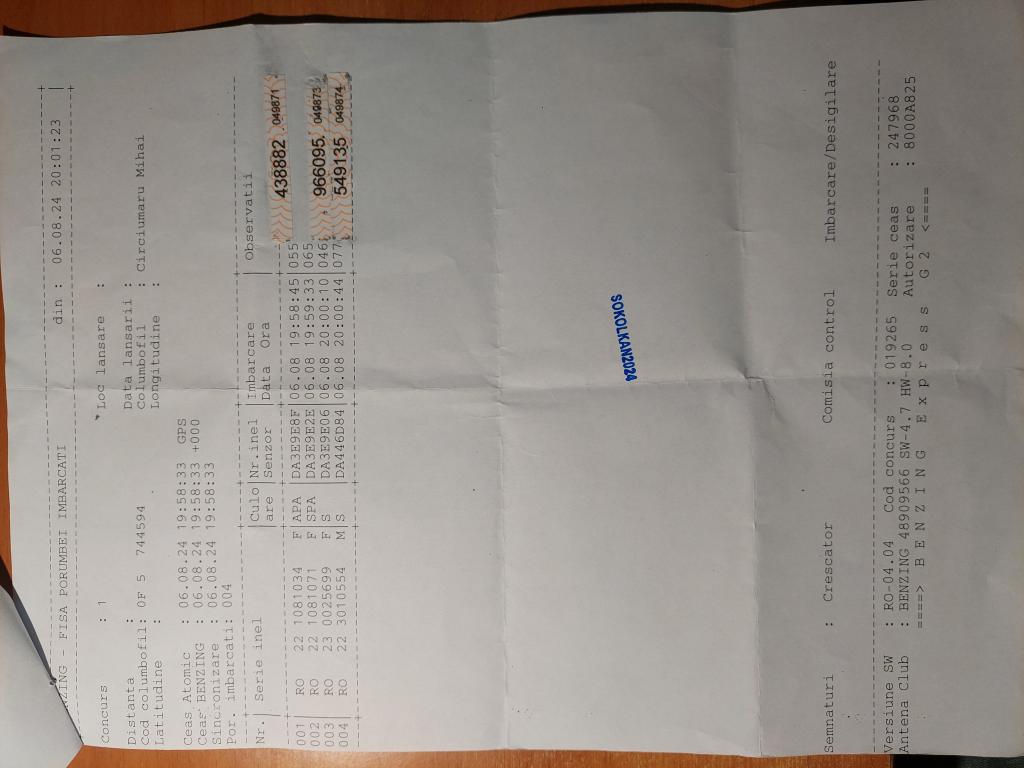 NZING - FISA PORUMBEI IMBARCATI din : 06.08.24 20:01:23 |
Concurs : 1 Loc lansare :
Distanta : Data lansarii :
Cod columbofil: 0F 5 744594 Columbofil : Circiumaru Mihai
Latitudine : Longitudine :
Ceas Atomic : 06.08.24 19:58:33 GPS
Ceas BENZING : 06.08.24 19:58:33 +000
Sincronizare : 06.08.24 19:58:33
Por. imbarcati: 004
Nr.| Serie inel |Culo|Nr.inel |Imbarcare | Observatii
|are |Senzor |Data Ora |
001| RO 22 1081034 F|APA |DA3E9E8F|06.08 19:58:45|055 438882 .049871
002| RO 22 1081071 F|SPA |DA3E9E2E|06.08 19:59:33|065
003| RO 23 0025699 F|S |DA3E9E06|06.08 20:00:10|046 966095 049873
004| RO 22 3010554 M|S |DA446D84|06.08 20:00:44|077 549135 049874
SOKOLKAN2024
Semnaturi : Crescator Comisia control Imbarcare/Desigilare
Versiune SW : RO-04.04 Cod concurs : 019265 Serie ceas : 247968
Antena Club : BENZING 48909566 SW-4.7 HW-8.0 Autorizare : 8000A825
====> B E N Z I N G E x p r e s s G 2 <====